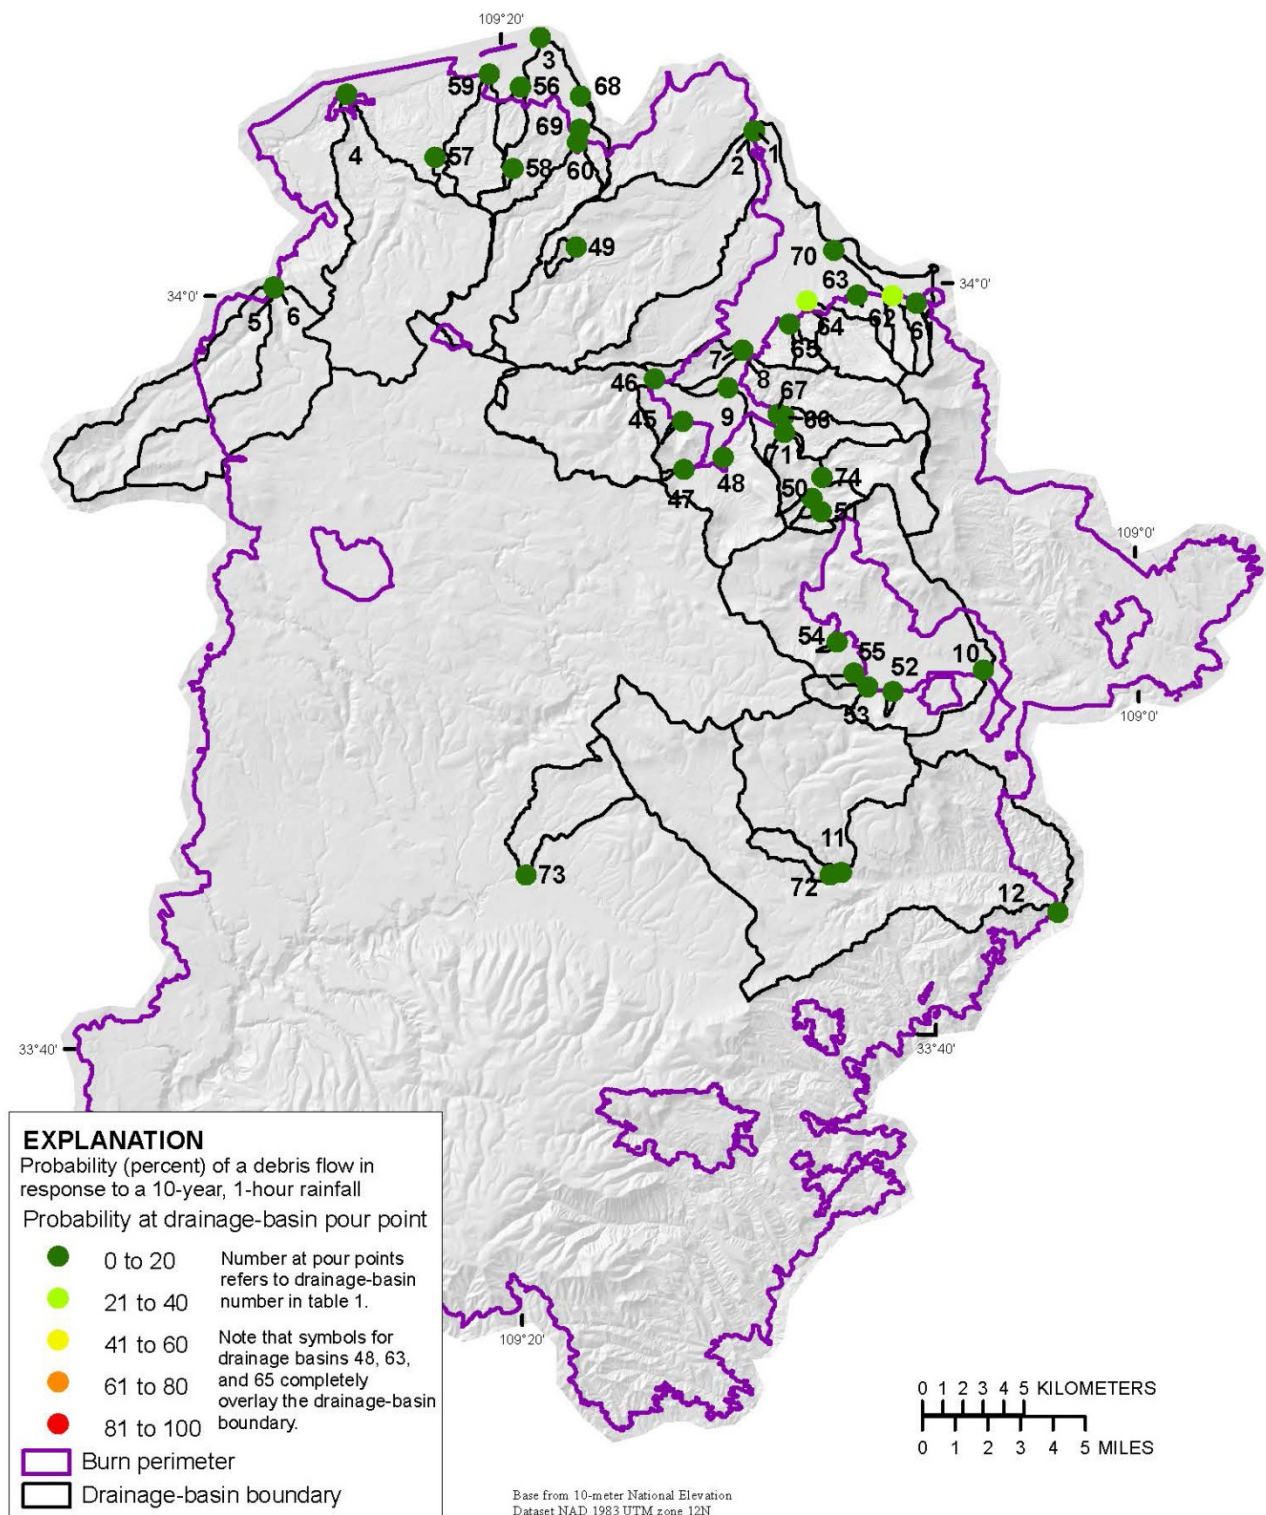 109°20'
3
59
56
68
69
4
57
58
60
2
1
49
70
63
34°0'
34°0'
5
6
62
61
64
65
7
8
46
67
9
45
66
71
48
74
47
50
51
109°0'
54
55
52
10
53
109°0'
11
73
72
12
33°40'
33°40'
EXPLANATION
Probability (percent) of a debris flow in
response to a 10-year, 1-hour rainfall
Probability at drainage-basin pour point
0 to 20
21 to 40
41 to 60
61 to 80
81 to 100
Number at pour points
refers to drainage-basin
number in table 1.
Note that symbols for
drainage basins 48, 63,
and 65 completely
overlay the drainage-basin
boundary.
Burn perimeter
Drainage-basin boundary
109°20'
0 1 2 3 4 5 KILOMETERS
0 1 2 3 4 5 MILES
Base from 10-meter National Elevation
Dataset NAD 1983 UTM zone 12N